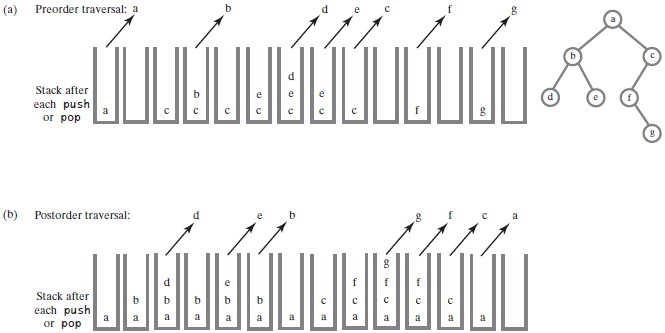 (a) Preorder traversal: a b d e c f g
a
b c
d e f
g
d
Stack after
b e e e
each push
a c c c c c c c f g
or pop
(b) Postorder traversal: d e b g f c a
g
d e f f f
Stack after
b b b b b c c c c c
each push
a a a a a a a a a a a a a
or pop